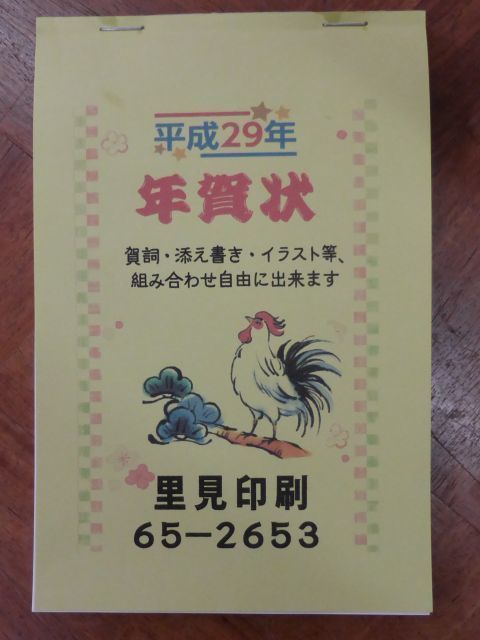 平成29年
年賀状
賀詞・添え書き・イラスト等、
組み合わせ自由に出来ます
里見印刷
65－2653